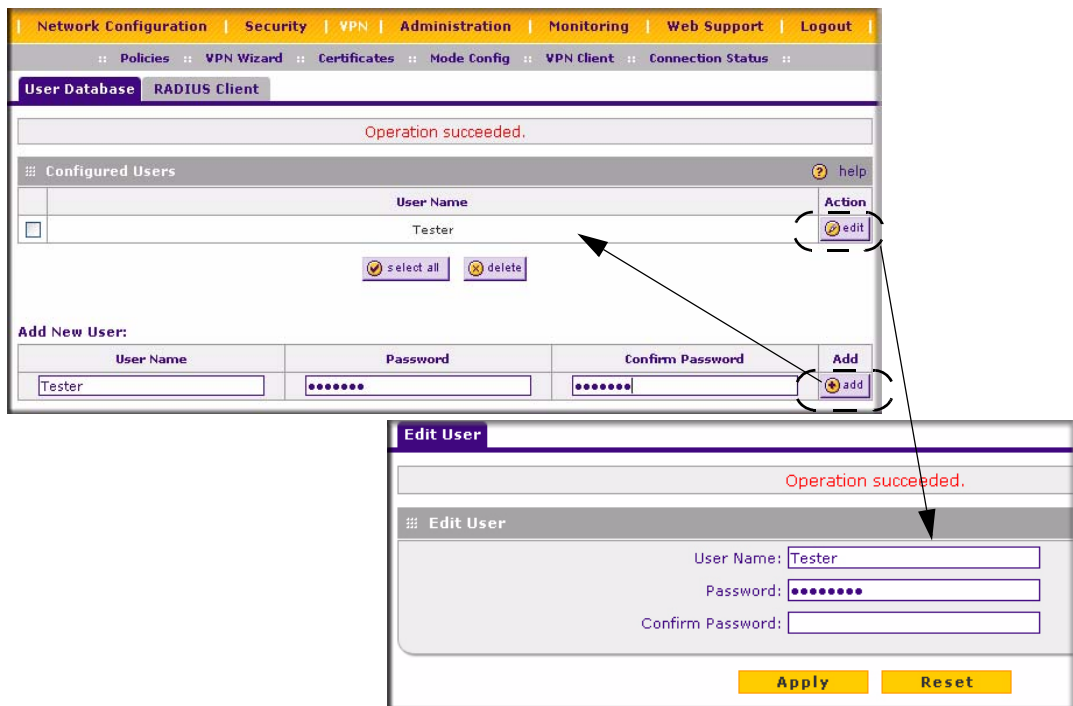 | Network Configuration | Security | VPN | Administration | Monitoring | Web Support | Logout |
:: Policies :: VPN Wizard :: Certificates :: Mode Config :: VPN Client :: Connection Status ::
User Database RADIUS Client
Operation succeeded.
Configured Users ? help
User Name Action
Tester edit
select all delete
Add New User:
User Name Password Confirm Password Add
Tester ••••••• ••••••• add
Edit User
Operation succeeded.
Edit User
User Name: Tester
Password: ••••••••
Confirm Password:
Apply Reset